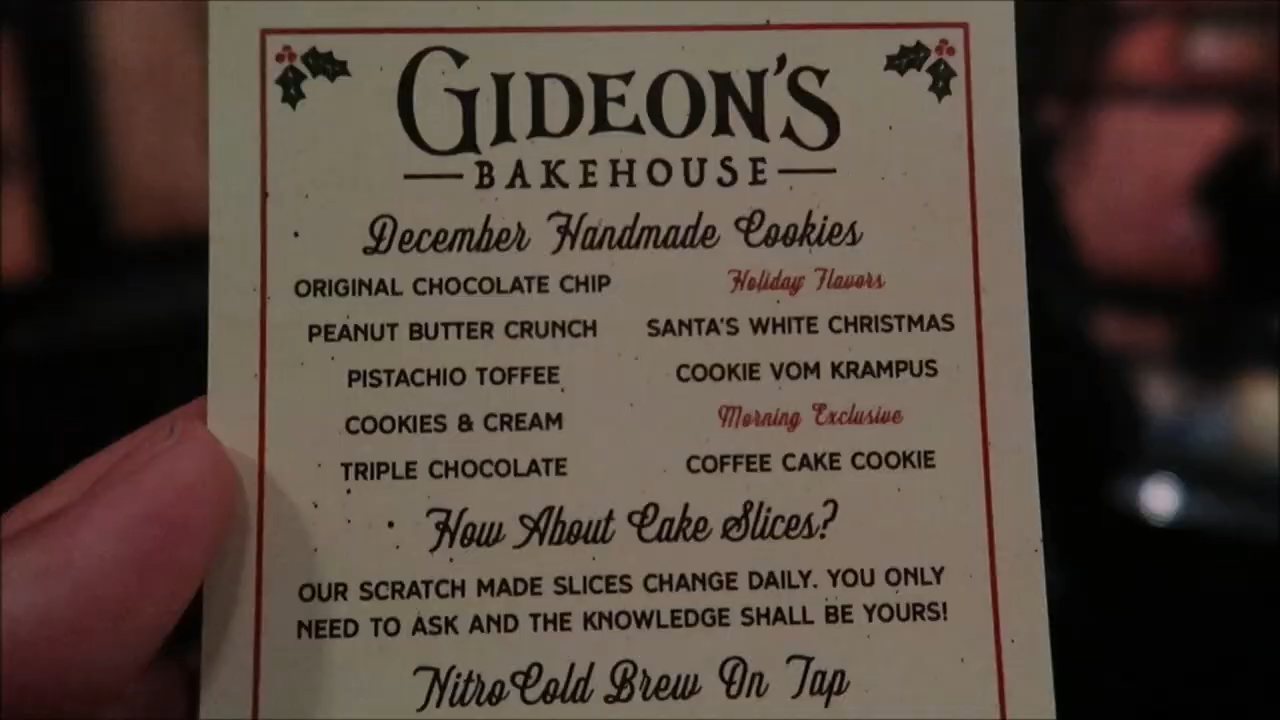 GIDEON'S
BAKEHOUSE
December Handmade Cookies
ORIGINAL CHOCOLATE CHIP
PEANUT BUTTER CRUNCH
PISTACHIO TOFFEE
COOKIES & CREAM
TRIPLE CHOCOLATE
Holiday Flavors
SANTA'S WHITE CHRISTMAS
COOKIE VOM KRAMPUS
Morning Exclusive
COFFEE CAKE COOKIE
How About Cake Slices?
OUR SCRATCH MADE SLICES CHANGE DAILY. YOU ONLY
NEED TO ASK AND THE KNOWLEDGE SHALL BE YOURS!
Nitro Cold Brew On Tap